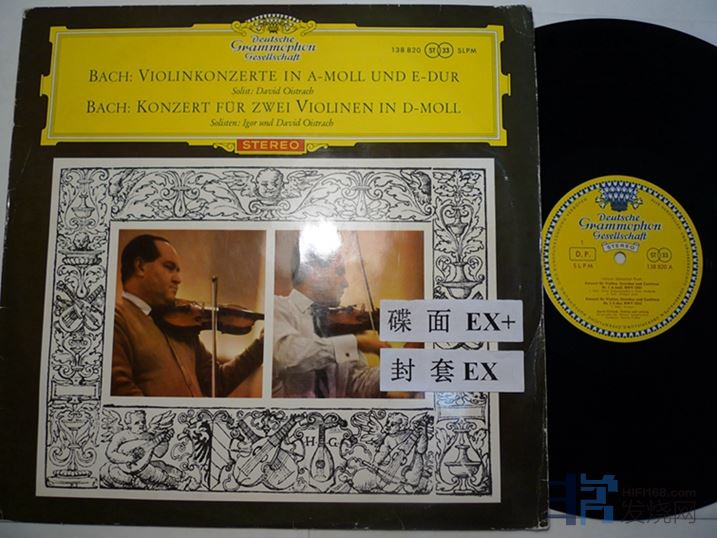 Deutsche
Grammophon
Gesellschaft
138 820 ST 33 SLPM
BACH: VIOLINKONZERTE IN A-MOLL UND E-DUR
Solist: David Oistrach
BACH: KONZERT FÜR ZWEI VIOLINEN IN D-MOLL
Solisten: Igor und David Oistrach
STEREO
碟 面 EX+
封 套 EX
H G
Deutsche
Grammophon
Gesellschaft
STEREO
1
D.P.
SLPM
ST 33
138 820 A
HIFI168.com
发烧网